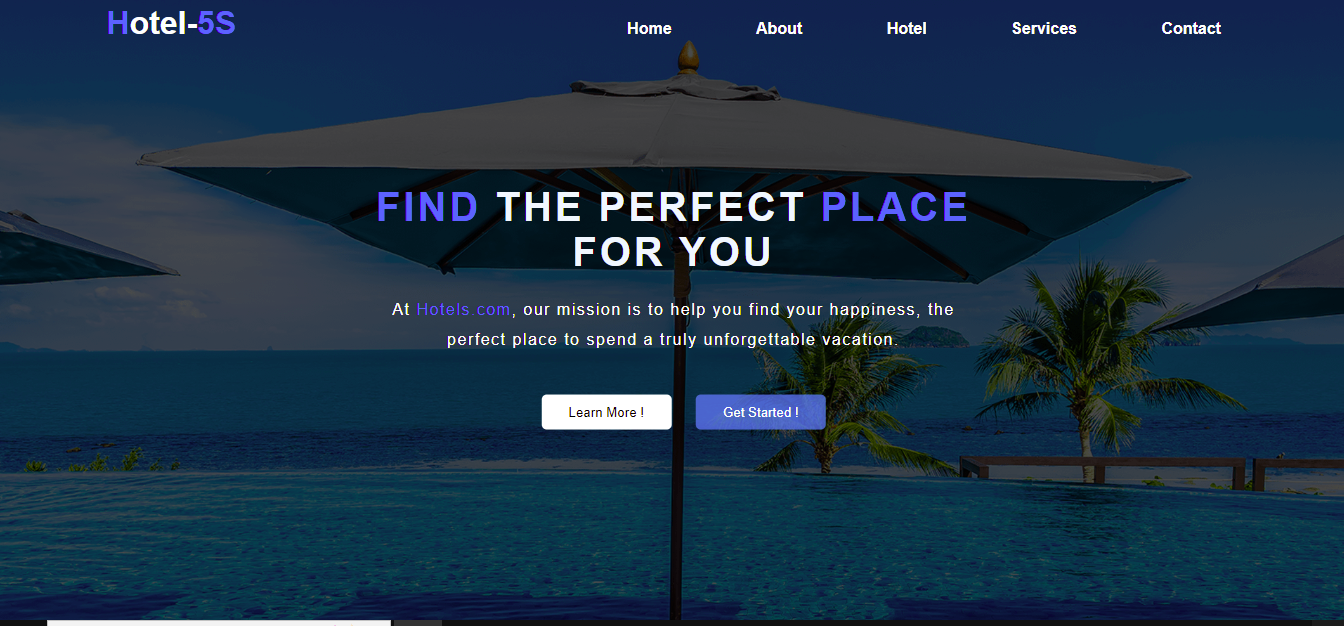 Hotel-5S
Home About Hotel Services Contact
FIND THE PERFECT PLACE
FOR YOU
At Hotels.com, our mission is to help you find your happiness, the
perfect place to spend a truly unforgettable vacation.
Learn More !
Get Started !